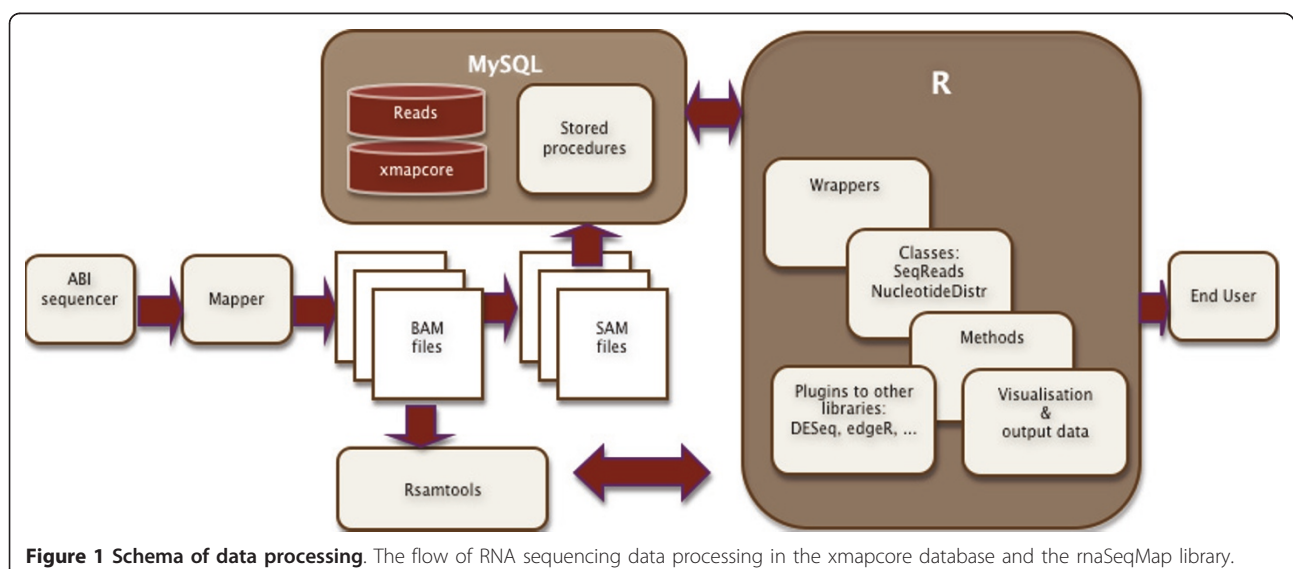 MySQL
Reads
xmapcore
Stored
procedures
R
Wrappers
Classes:
SeqReads
NucleotideDistr
Methods
Plugins to other
libraries:
DESeq, edgeR, ...
Visualisation
&
output data
ABI
sequencer
Mapper
BAM
files
SAM
files
Rsamtools
End User
Figure 1 Schema of data processing. The flow of RNA sequencing data processing in the xmapcore database and the rnaSeqMap library.